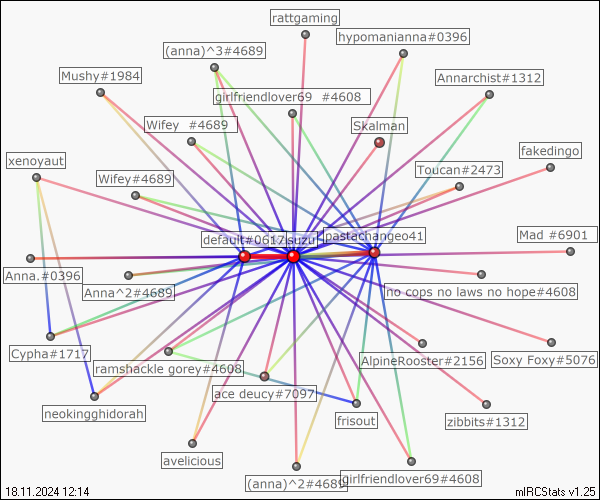 rattgaming
hypomanianna#0396
(anna)^3#4689
Mushy#1984
Annarchist#1312
girlfriendlover69 #4608
Wifey #4689
Skalman
fakedingo
xenoyaut
Toucan#2473
Wifey#4689
default#0617
suzu
pastachangeo41
Mad #6901
Anna.#0396
Anna^2#4689
no cops no laws no hope#4608
Cypha#1717
ramshackle gorey#4608
AlpineRooster#2156
Soxy Foxy#5076
ace deucy#7097
neokingghidorah
frisout
zibbits#1312
avelicious
(anna)^2#4689
girlfriendlover69#4608
18.11.2024 12:14
mIRCStats v1.25